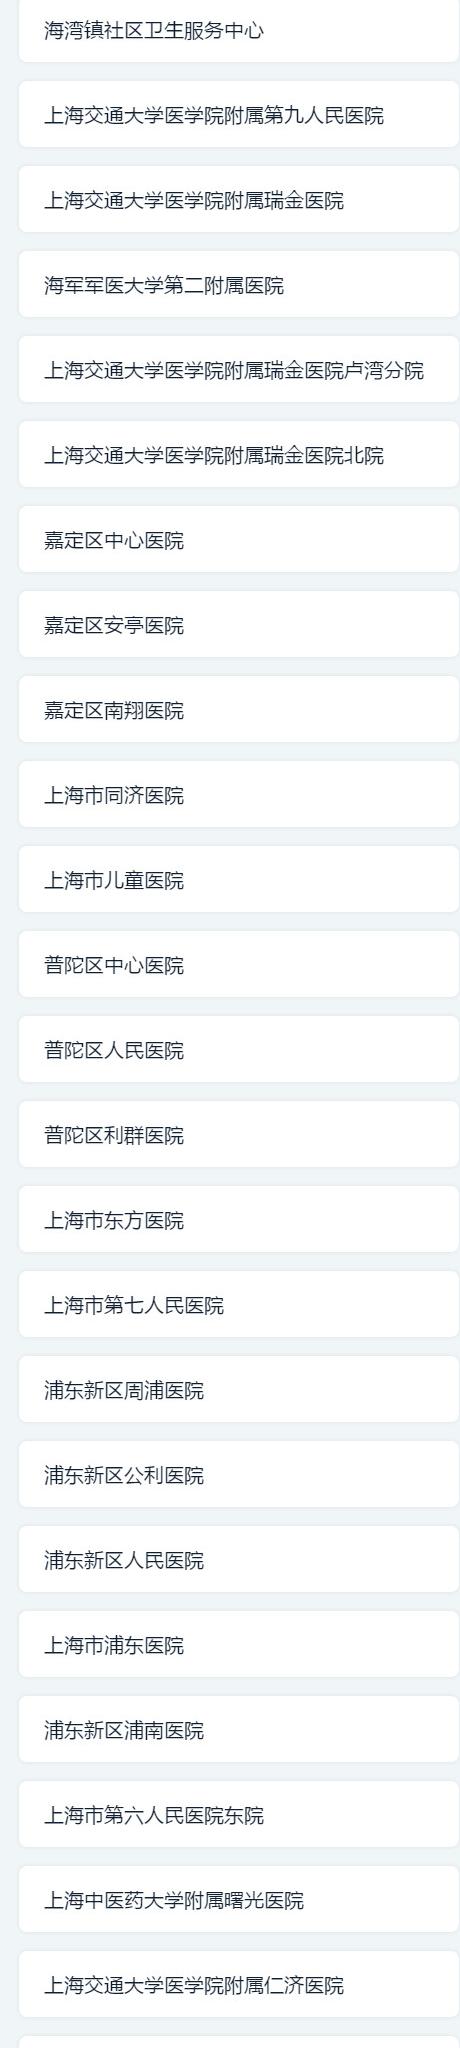 海湾镇社区卫生服务中心
上海交通大学医学院附属第九人民医院
上海交通大学医学院附属瑞金医院
海军军医大学第二附属医院
上海交通大学医学院附属瑞金医院卢湾分院
上海交通大学医学院附属瑞金医院北院
嘉定区中心医院
嘉定区安亭医院
嘉定区南翔医院
上海市同济医院
上海市儿童医院
普陀区中心医院
普陀区人民医院
普陀区利群医院
上海市东方医院
上海市第七人民医院
浦东新区周浦医院
浦东新区公利医院
浦东新区人民医院
上海市浦东医院
浦东新区浦南医院
上海市第六人民医院东院
上海中医药大学附属曙光医院
上海交通大学医学院附属仁济医院